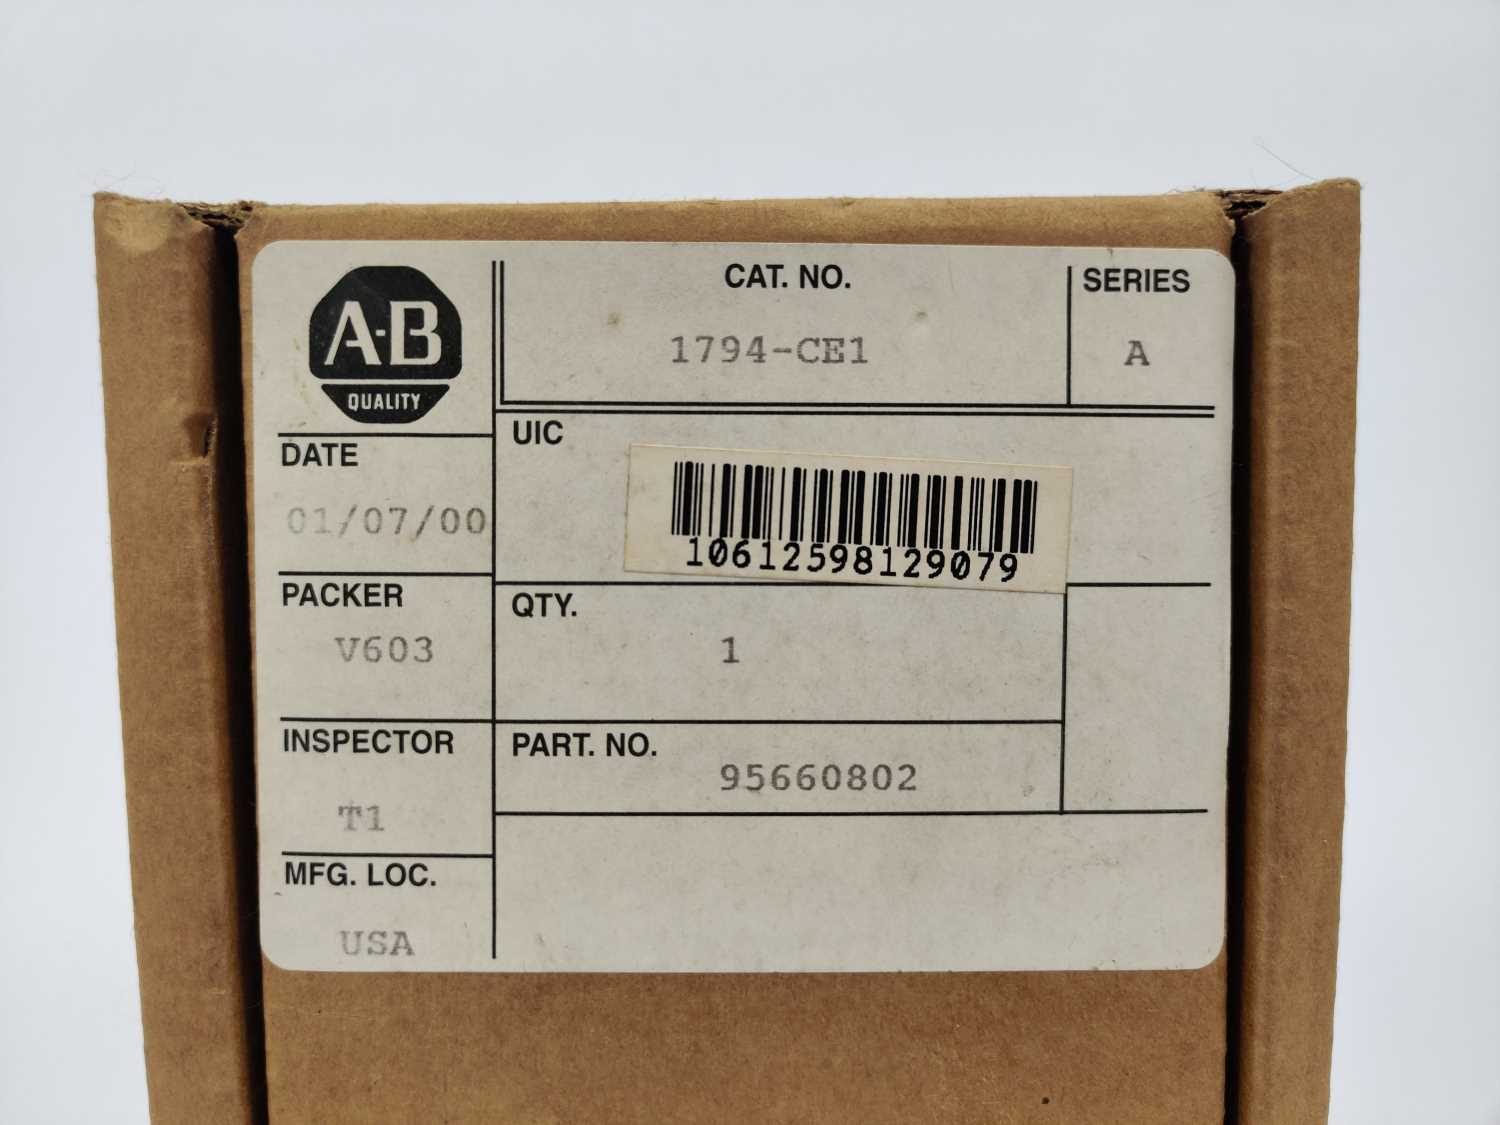 A-B
QUALITY
CAT. NO.
1794-CE1
SERIES
A
DATE
01/07/00
UIC
10612598129079
PACKER
V603
QTY.
1
INSPECTOR
T1
PART. NO.
95660802
MFG. LOC.
USA